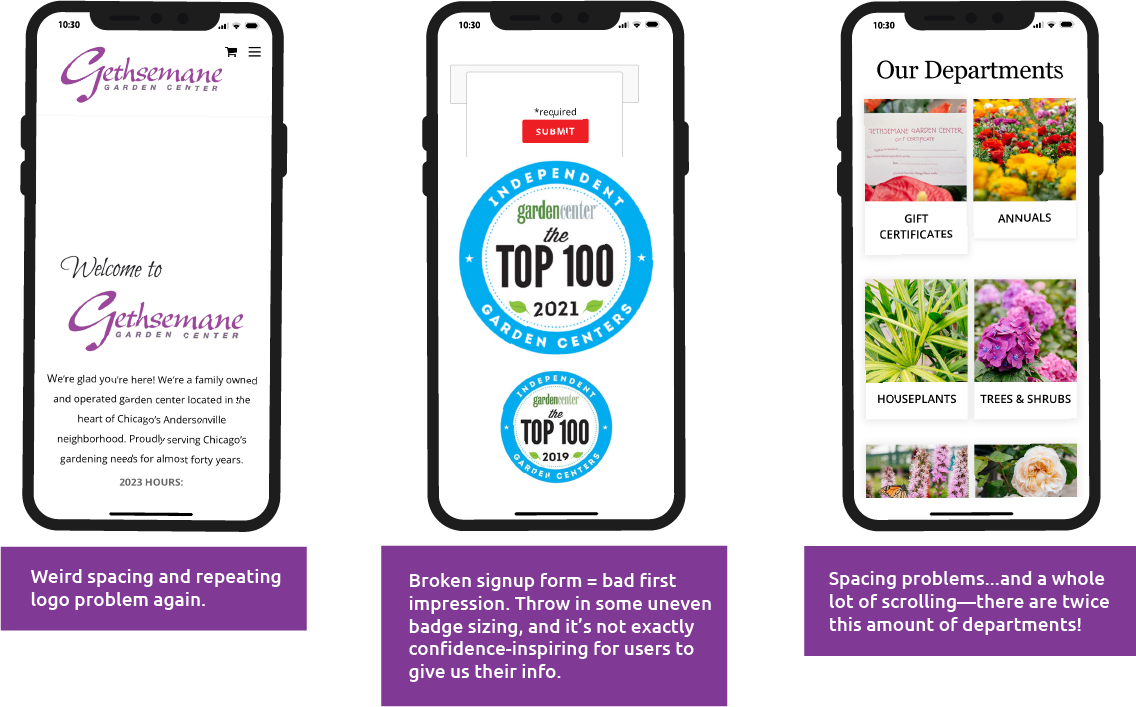 10:30
Gethsemane
GARDEN CENTER
Welcome to
Gethsemane
GARDEN CENTER
We're glad you're here! We're a family owned
and operated garden center located in the
heart of Chicago's Andersonville
neighborhood. Proudly serving Chicago's
gardening needs for almost forty years.
2023 HOURS:
Weird spacing and repeating
logo problem again.
10:30
*required
SUBMIT
INDEPENDENT
gardencenter
the
TOP 100
2021
GARDEN CENTERS
INDEPENDENT
gardencenter
the
TOP 100
2019
GARDEN CENTERS
Broken signup form = bad first
impression. Throw in some uneven
badge sizing, and it's not exactly
confidence-inspiring for users to
give us their info.
10:30
Our Departments
GETHSEMANE GARDEN CENTER
GIFT CERTIFICATE
GIFT
CERTIFICATES
ANNUALS
HOUSEPLANTS
TREES & SHRUBS
Spacing problems...and a whole
lot of scrolling—there are twice
this amount of departments!